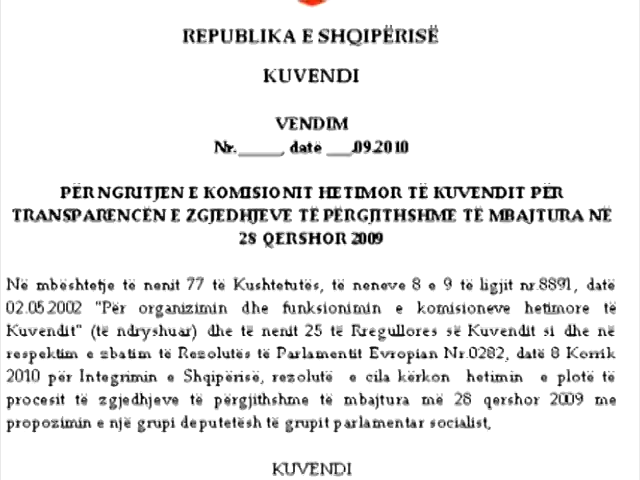 REPUBLIKA E SHQIPËRISË
KUVENDI
VENDIM
Nr._____, datë ___.09.2010
PËR NGRITJEN E KOMISIONIT HETIMOR TË KUVENDIT PËR
TRANSPARENCËN E ZGJEDHJEVE TË PËRGJITHSHME TË MBAJTURA NË
28 QERSHOR 2009
Në mbështetje të nenit 77 të Kushtetutës, të neneve 8 e 9 të ligjit nr.8891, datë
02.05.2002 "Për organizimin dhe funksionimin e komisioneve hetimore të
Kuvendit" (të ndryshuar) dhe të nenit 25 të Rregullores së Kuvendit si dhe në
respektim e zbatim të Rezolutës të Parlamentit Evropian Nr.0282, datë 8 Korrik
2010 për Integrimin e Shqipërisë, rezolutë e cila kërkon hetimin e plotë të
procesit të zgjedhjeve të përgjithshme të mbajtura më 28 qershor 2009 me
propozimin e një grupi deputetësh të grupit parlamentar socialist,
KUVENDI